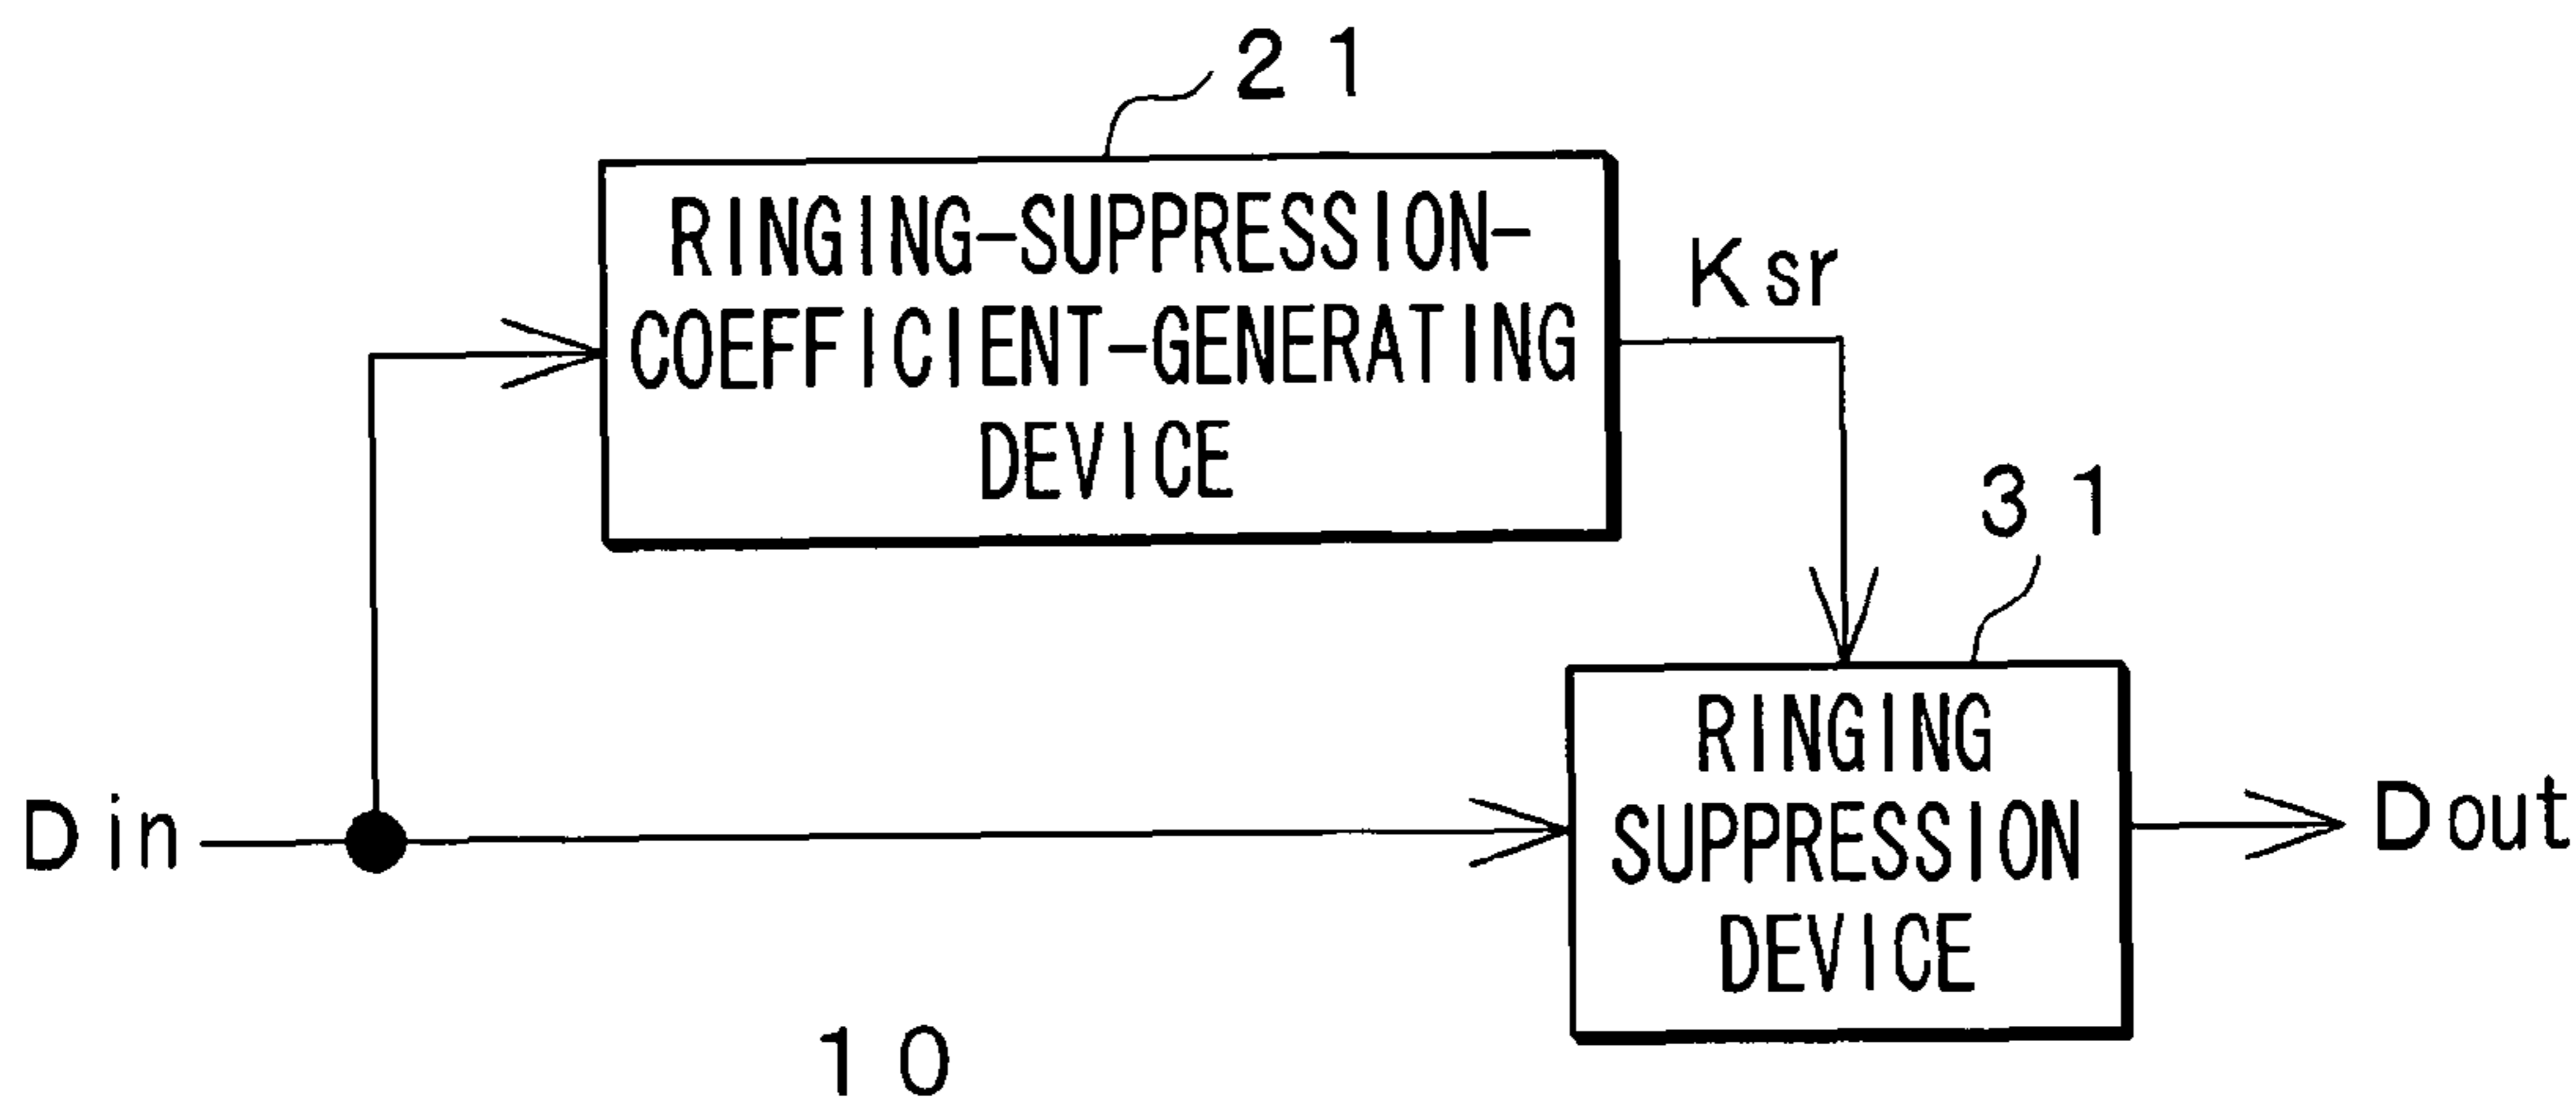 21
RINGING-SUPPRESSION-
COEFFICIENT-GENERATING
DEVICE
Ksr
31
RINGING
SUPPRESSION
DEVICE
Din
Dout
10